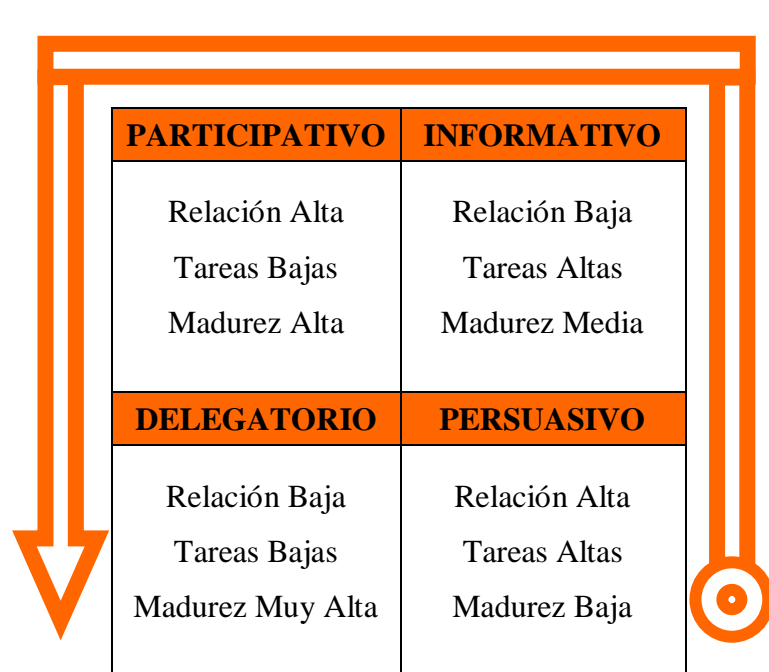 PARTICIPATIVO
Relación Alta
Tareas Bajas
Madurez Alta
INFORMATIVO
Relación Baja
Tareas Altas
Madurez Media
DELEGATORIO
Relación Baja
Tareas Bajas
Madurez Muy Alta
PERSUASIVO
Relación Alta
Tareas Altas
Madurez Baja